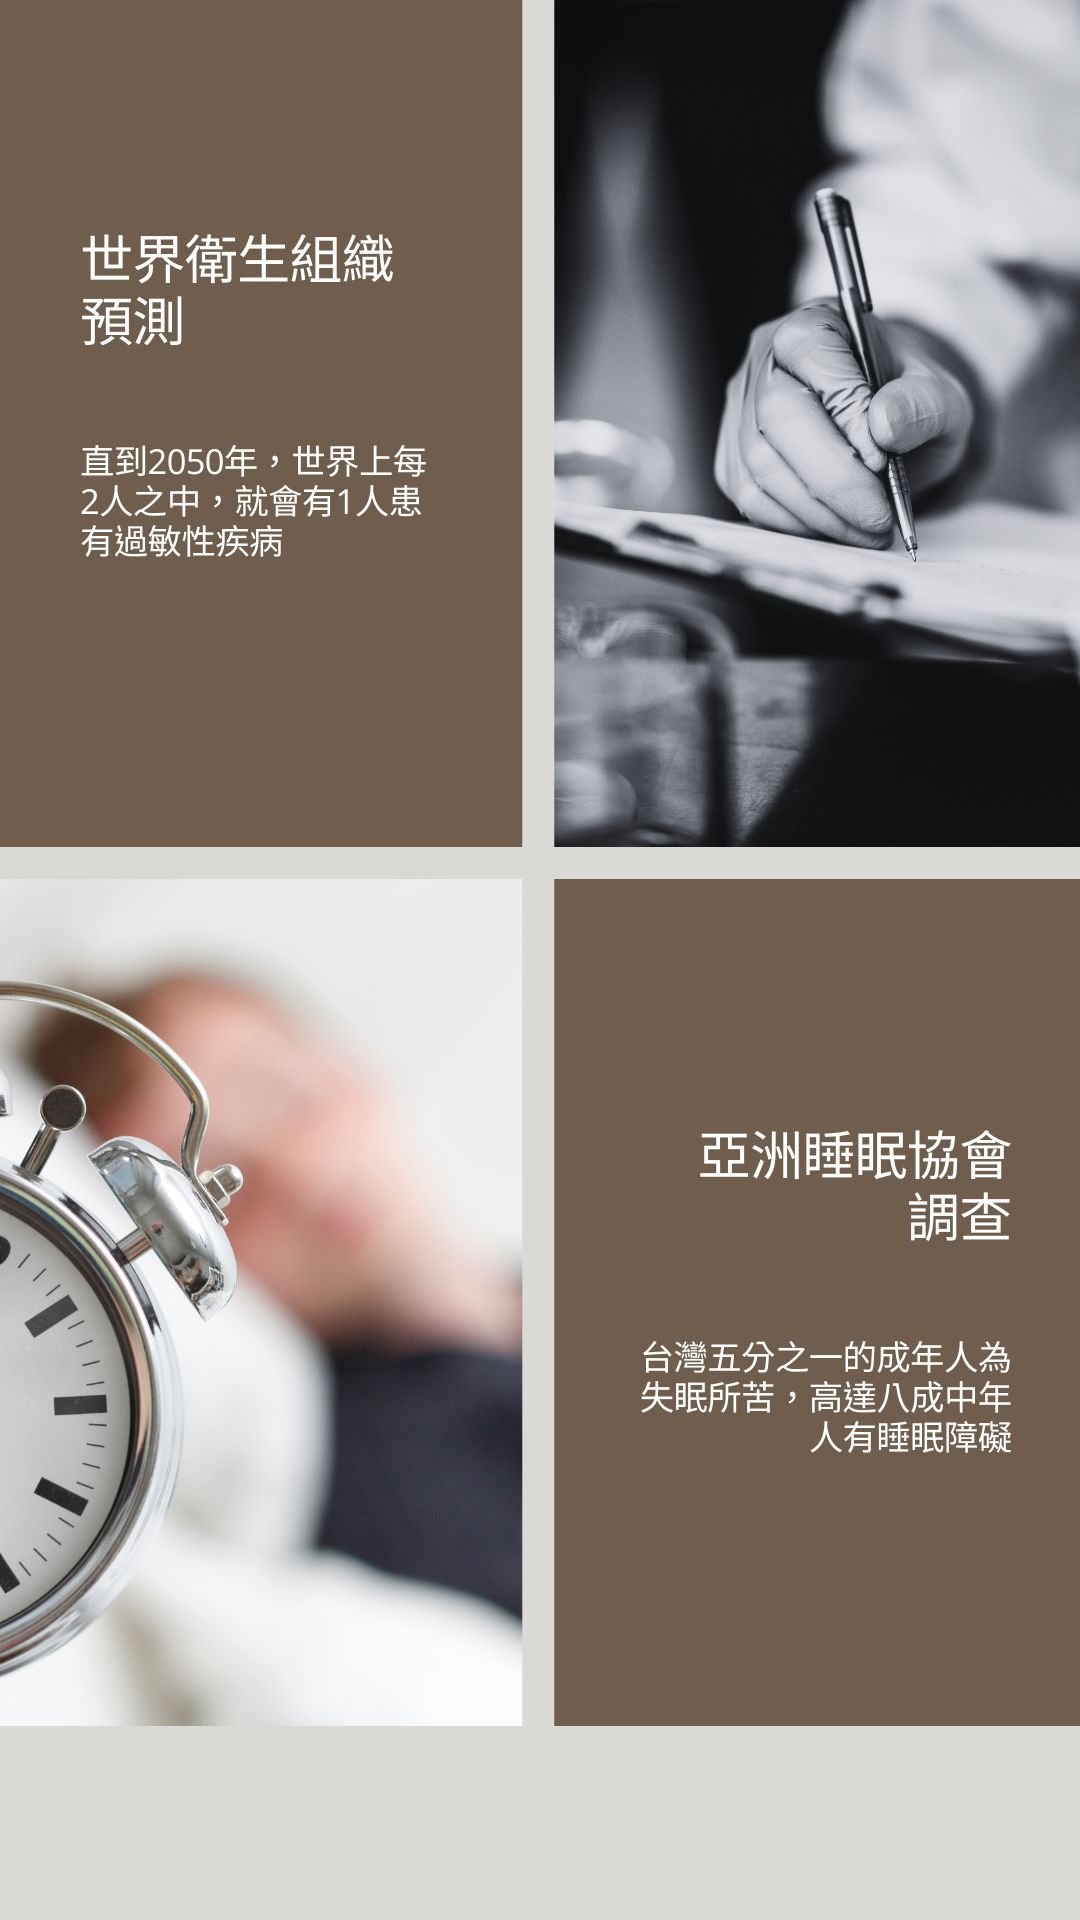 世界衛生組織
預測
直到2050年，世界上每
2人之中，就會有1人患
有過敏性疾病
亞洲睡眠協會
調查
台灣五分之一的成年人為
失眠所苦，高達八成中年
人有睡眠障礙